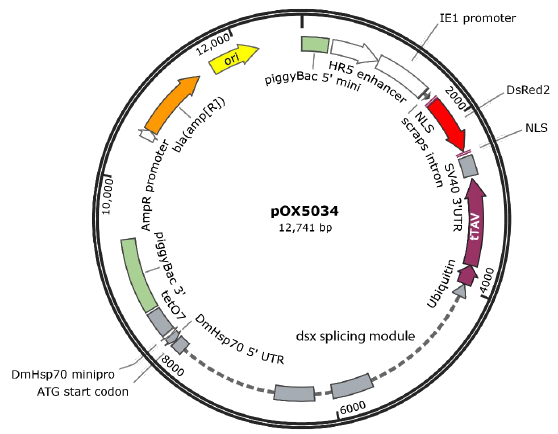 12,000
IE1 promoter
ori
piggyBac 5' mini
HR5 enhancer
2000
DsRed2
NLS
scraps intron
NLS
bla(amp[R])
SV40 3'UTR
AmpR promoter
10,000
pOX5034
12,741 bp
tTAV
piggyBac 3'
Ubiquitin
4000
tetO7
DmHsp70 5' UTR
dsx splicing module
DmHsp70 minipro
8000
ATG start codon
6000